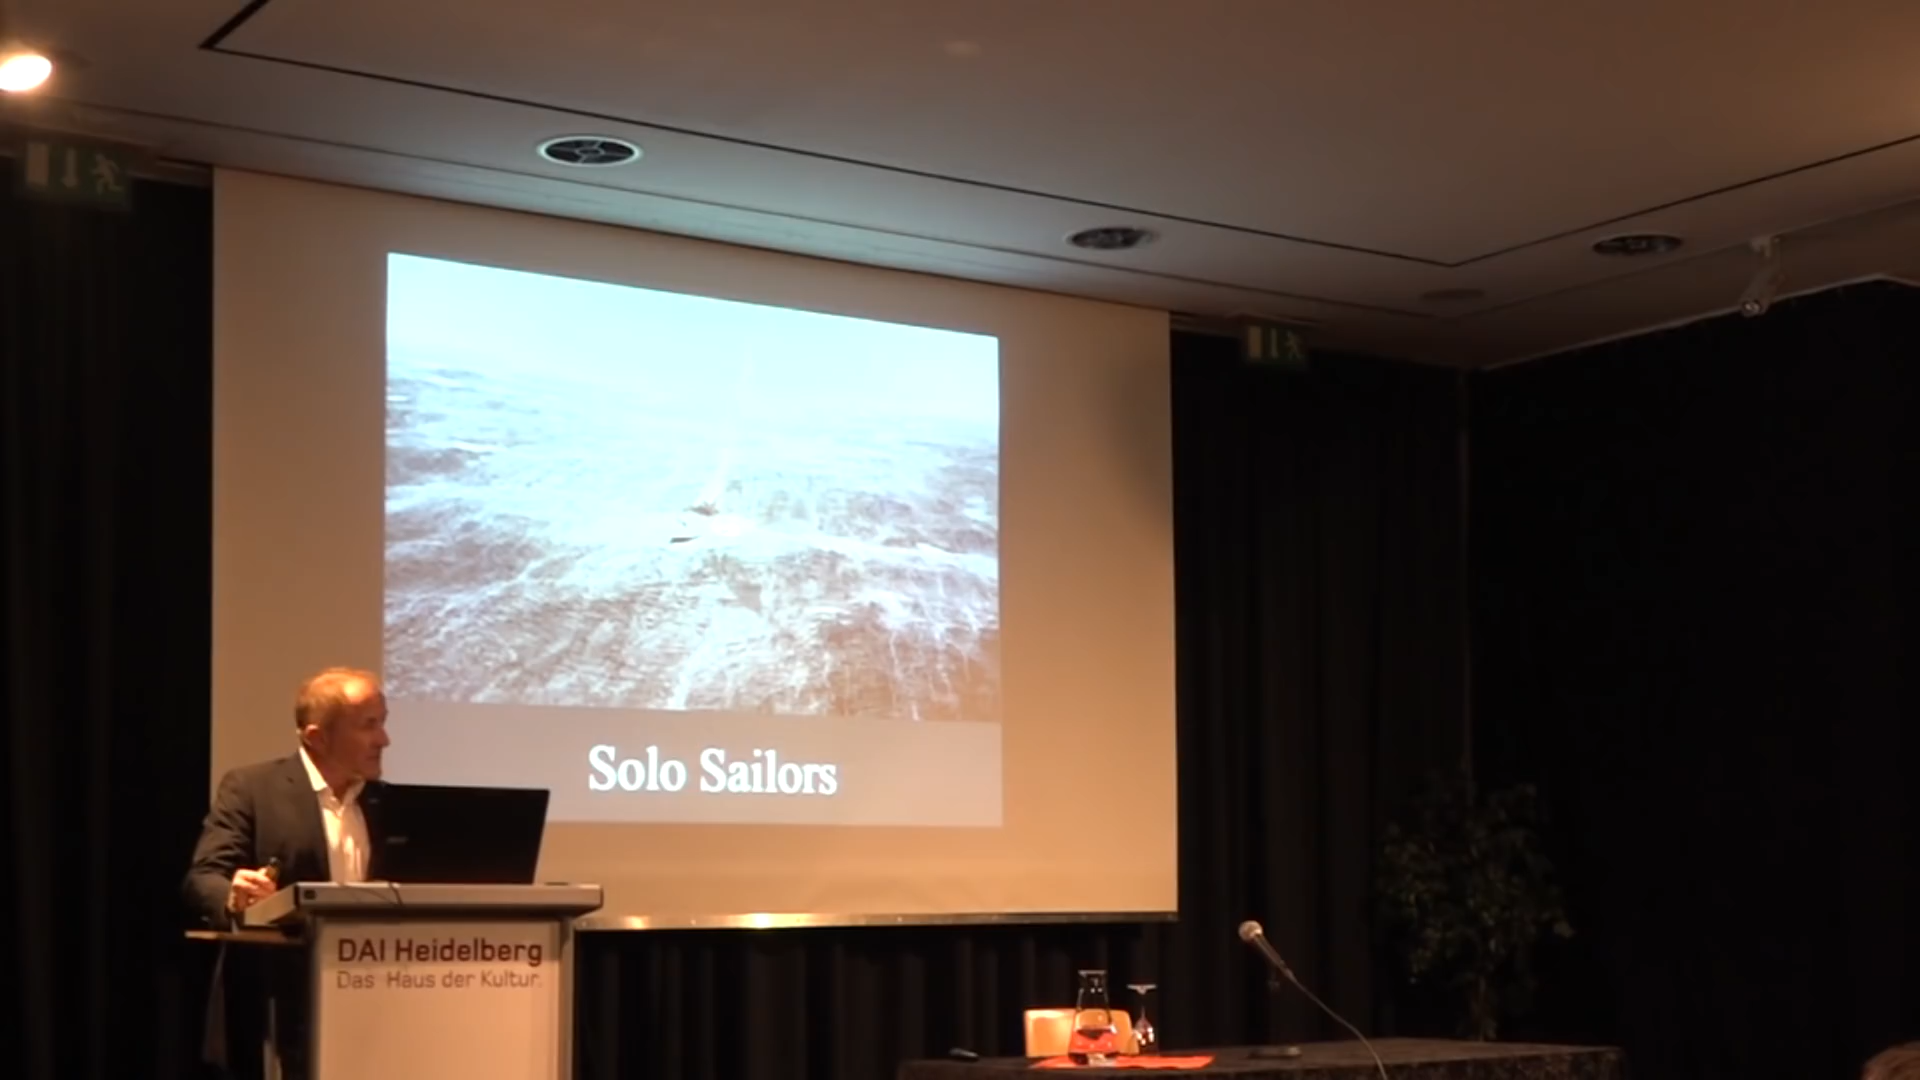 Solo Sailors
DAI Heidelberg
Das Haus der Kultur.